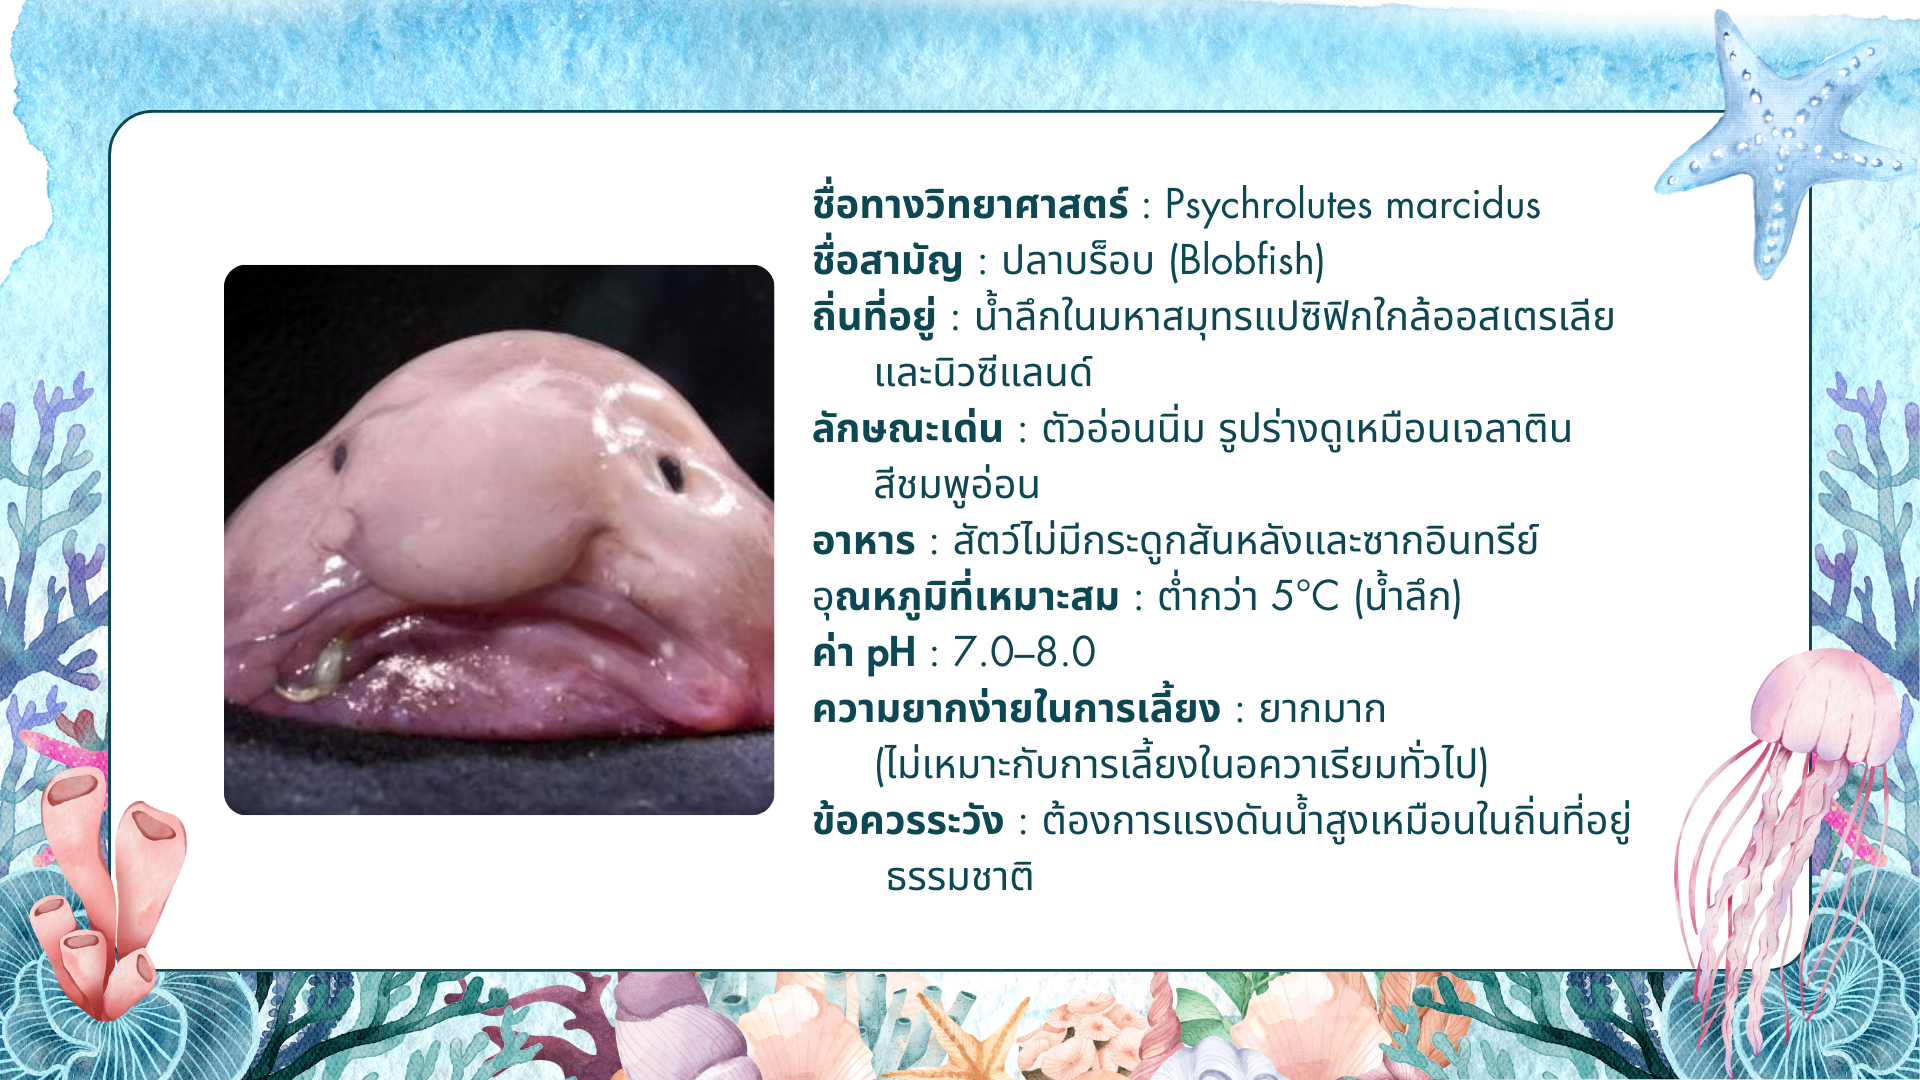 ชื่อทางวิทยาศาสตร์ : Psychrolutes marcidus
ชื่อสามัญ : ปลาบร็อบ (Blobfish)
ถิ่นที่อยู่ : น้ำลึกในมหาสมุทรแปซิฟิกใกล้ออสเตรเลีย
และนิวซีแลนด์
ลักษณะเด่น : ตัวอ่อนนิ่ม รูปร่างดูเหมือนเจลาติน
สีชมพูอ่อน
อาหาร : สัตว์ไม่มีกระดูกสันหลังและซากอินทรีย์
อุณหภูมิที่เหมาะสม : ต่ำกว่า 5°C (น้ำลึก)
ค่า pH : 7.0–8.0
ความยากง่ายในการเลี้ยง : ยากมาก
(ไม่เหมาะกับการเลี้ยงในอควาเรียมทั่วไป)
ข้อควรระวัง : ต้องการแรงดันน้ำสูงเหมือนในถิ่นที่อยู่
ธรรมชาติ